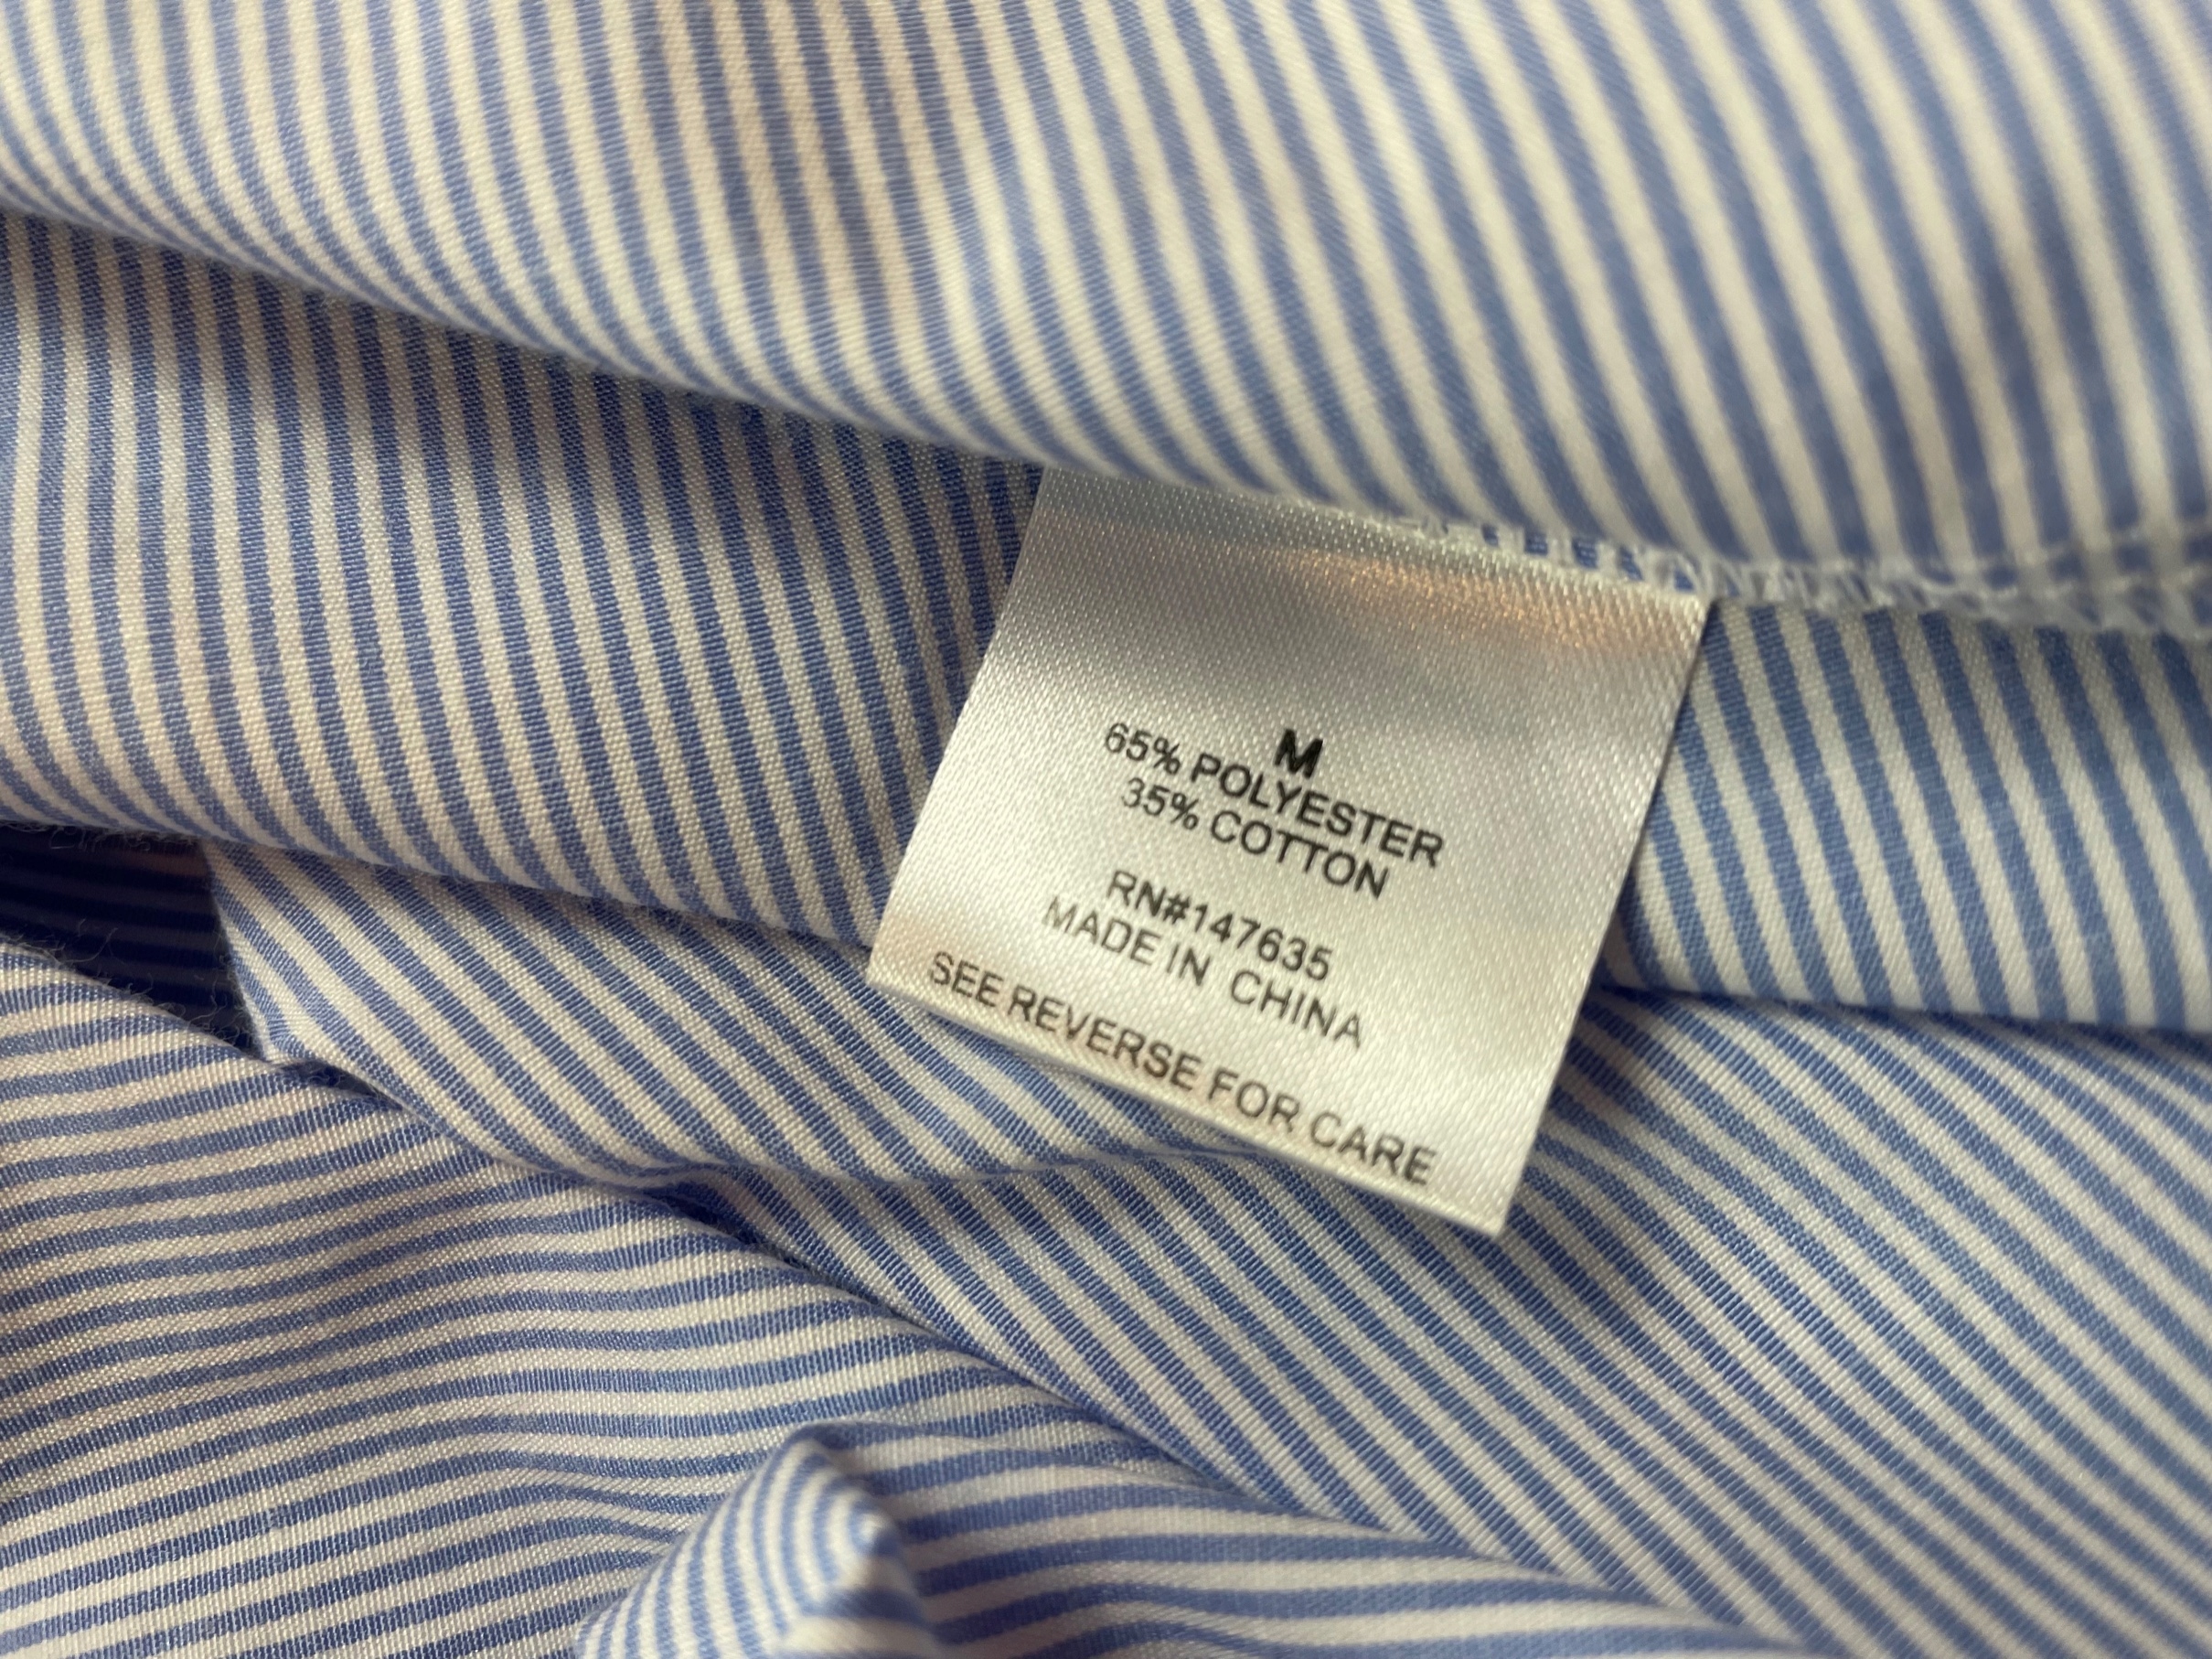 M
65% POLYESTER
35% COTTON
RN#147635
MADE IN CHINA
SEE REVERSE FOR CARE